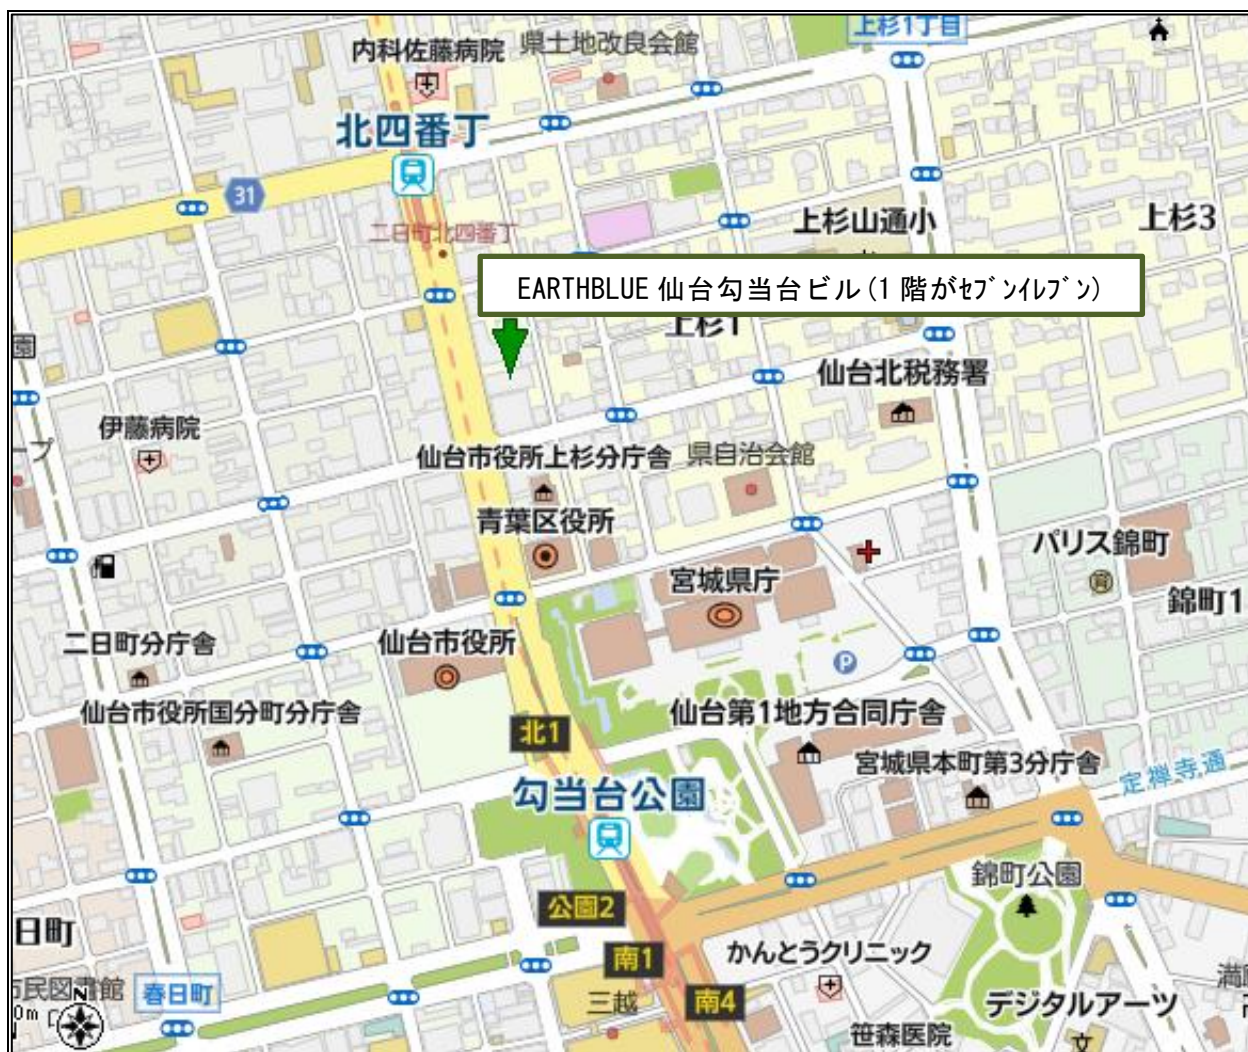 上杉1丁目
内科佐藤病院
県土地改良会館
北四番丁
31
二日町北四番丁
上杉山通小
上杉3
EARTHBLUE 仙台勾当台ビル(1階がｾﾌﾞﾝｲﾚﾌﾞﾝ)
上杉1
園
仙台北税務署
伊藤病院
ープ
仙台市役所上杉分庁舎
県自治会館
青葉区役所
パリス錦町
宮城県庁
錦町1
二日町分庁舎
仙台市役所
P
仙台市役所国分町分庁舎
北1
仙台第1地方合同庁舎
宮城県本町第3分庁舎
定禅寺通
勾当台公園
錦町公園
公園2
日町
南1
かんとうクリニック
市民図書館
春日町
三越
南4
デジタルアーツ
笹森医院
文
N
0m